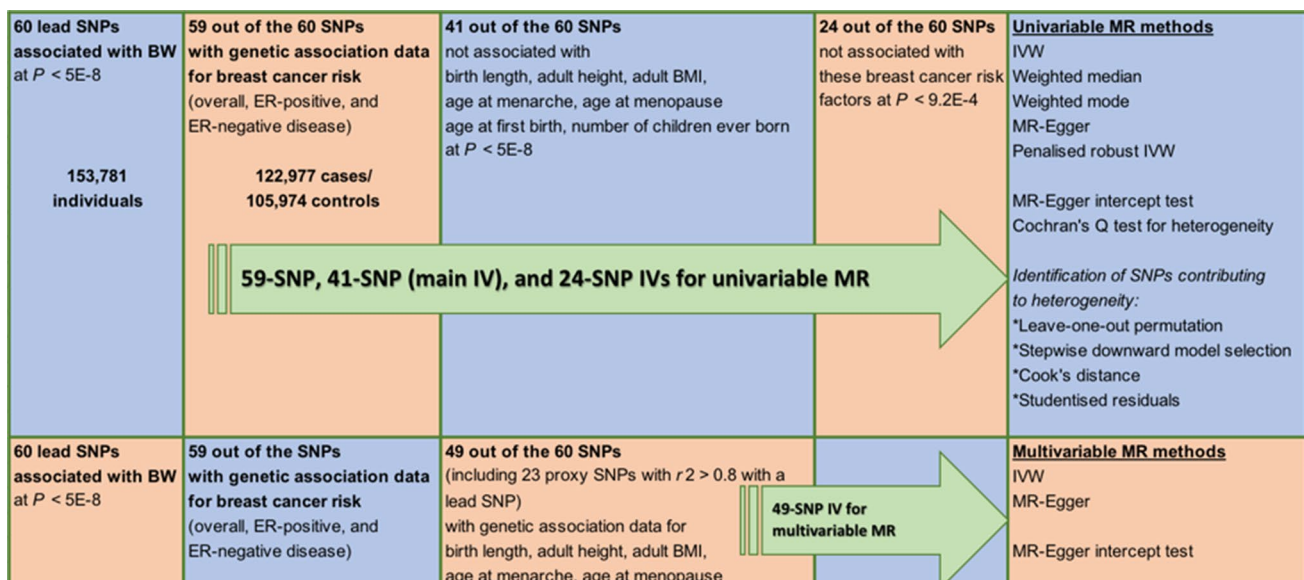 60 lead SNPs
associated with BW
at P < 5E-8
153,781
individuals
59 out of the 60 SNPs
with genetic association data
for breast cancer risk
(overall, ER-positive, and
ER-negative disease)
122,977 cases/
105,974 controls
41 out of the 60 SNPs
not associated with
birth length, adult height, adult BMI,
age at menarche, age at menopause
age at first birth, number of children ever born
at P < 5E-8
24 out of the 60 SNPs
not associated with
these breast cancer risk
factors at P < 9.2E-4
Univariable MR methods
IVW
Weighted median
Weighted mode
MR-Egger
Penalised robust IVW
MR-Egger intercept test
Cochran's Q test for heterogeneity
Identification of SNPs contributing
to heterogeneity:
*Leave-one-out permutation
*Stepwise downward model selection
*Cook's distance
*Studentised residuals
59-SNP, 41-SNP (main IV), and 24-SNP IVs for univariable MR
60 lead SNPs
associated with BW
at P < 5E-8
59 out of the SNPs
with genetic association data
for breast cancer risk
(overall, ER-positive, and
ER-negative disease)
49 out of the 60 SNPs
(including 23 proxy SNPs with r 2 > 0.8 with a
lead SNP)
with genetic association data for
birth length, adult height, adult BMI,
age at menarche, age at menopause
49-SNP IV for
multivariable MR
Multivariable MR methods
IVW
MR-Egger
MR-Egger intercept test